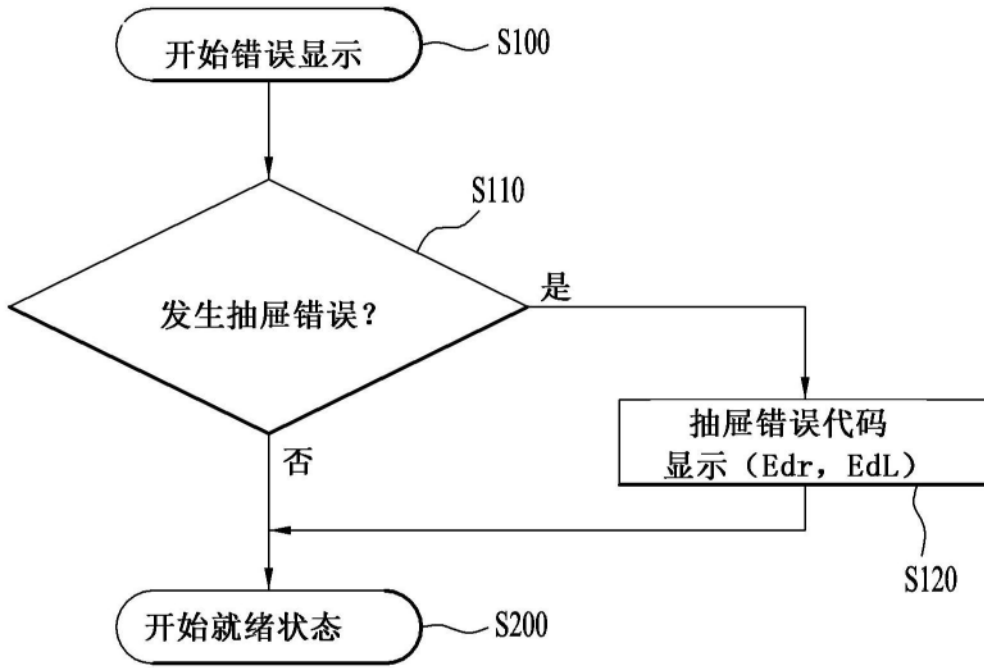 开始错误显示
S100
S110
发生抽屉错误?
是
抽屉错误代码
显示（Edr，EdL）
否
S120
开始就绪状态
S200